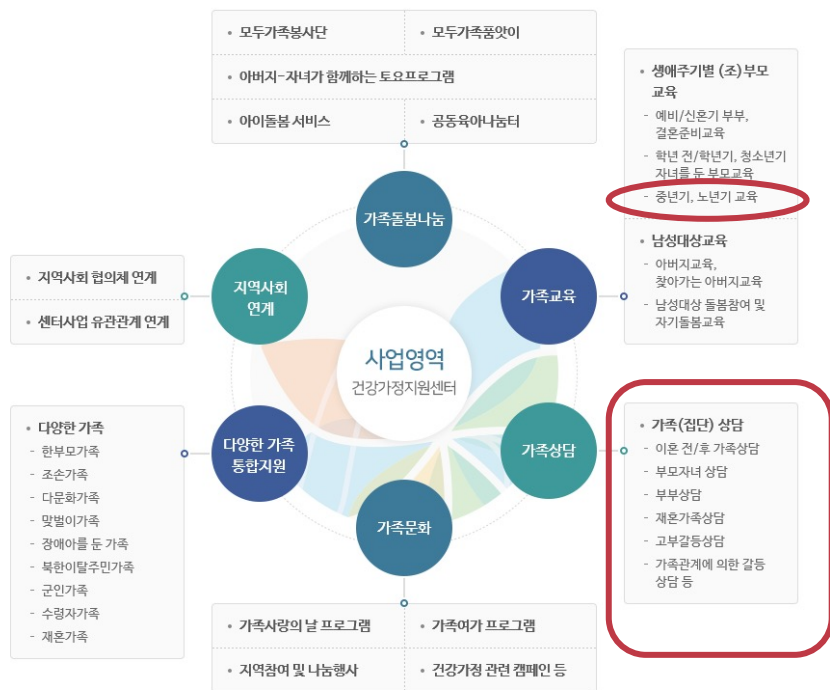 • 모두가족봉사단
• 모두가족품앗이
• 아버지-자녀가 함께하는 토요프로그램
• 아이돌봄 서비스
• 공동육아나눔터
• 생애주기별 (조)부모
교육
- 예비/신혼기 부부,
결혼준비교육
- 학년 전/학년기, 청소년기
자녀를 둔 부모교육
- 중년기, 노년기 교육
• 남성대상교육
- 아버지교육,
찾아가는 아버지교육
- 남성대상 돌봄참여 및
자기돌봄교육
가족돌봄나눔
지역사회
연계
가족교육
• 지역사회 협의체 연계
• 센터사업 유관관계 연계
사업영역
건강가정지원센터
다양한 가족
통합지원
가족상담
가족문화
• 다양한 가족
- 한부모가족
- 조손가족
- 다문화가족
- 맞벌이가족
- 장애아를 둔 가족
- 북한이탈주민가족
- 군인가족
- 수령자가족
- 재혼가족
• 가족(집단) 상담
- 이혼 전/후 가족상담
- 부모자녀 상담
- 부부상담
- 재혼가족상담
- 고부갈등상담
- 가족관계에 의한 갈등
상담 등
• 가족사랑의 날 프로그램
• 가족여가 프로그램
• 지역참여 및 나눔행사
• 건강가정 관련 캠페인 등